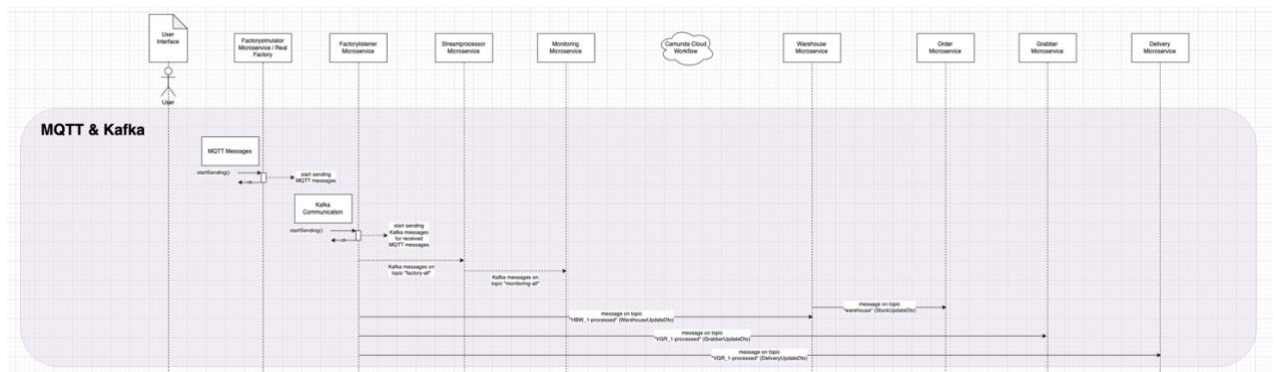 User
Interface
Factorysimulator
Microservice / Real
Factory
Factorylistener
Microservice
Streamprocessor
Microservice
Monitoring
Microservice
Camunda Cloud
Workflow
Warehouse
Microservice
Order
Microservice
Grabber
Microservice
Delivery
Microservice
User
MQTT & Kafka
MQTT Messages
startSending()
start sending
MQTT messages
ok
Kafka
Communication
startSending()
start sending
Kafka messages
for received
MQTT messages
ok
Kafka messages on
topic "factory-all"
Kafka messages on
topic "monitoring-all"
message on topic
"warehouse" (StockUpdateDto)
message on topic
"HBW_1-processed" (WarehouseUpdateDto)
message on topic
"VGR_1-processed" (GrabberUpdateDto)
message on topic
"VGR_1-processed" (DeliveryUpdateDto)